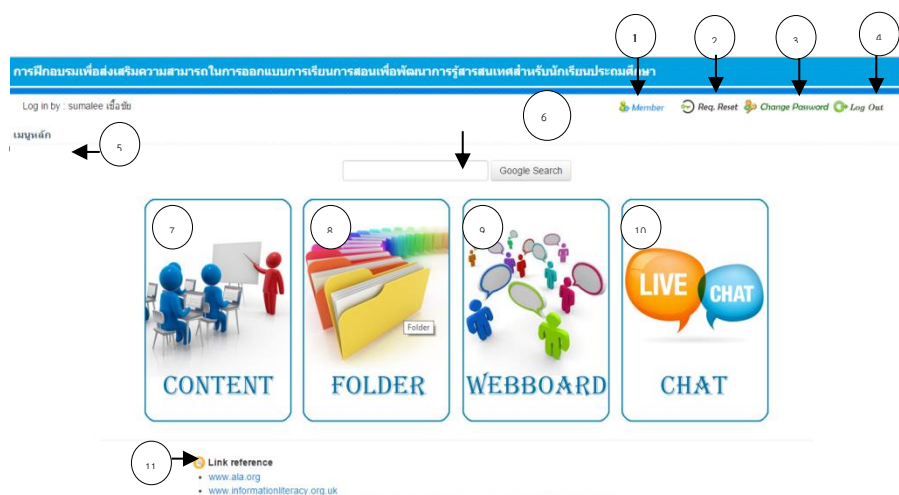 1 2 3 4
การฝึกอบรมเพื่อส่งเสริมความสามารถในการออกแบบการเรียนการสอนเพื่อพัฒนาการรู้สารสนเทศสำหรับนักเรียนประถมศึกษา
Log in by : sumalee เชื้อชัย
Member Req. Reset Change Password Log Out
6
เมนูหลัก
5
Google Search
7 8 9 10
LIVE CHAT
Folder
CONTENT FOLDER WEBBOARD CHAT
11
Link reference
• www.ala.org
• www.informationliteracy.org.uk